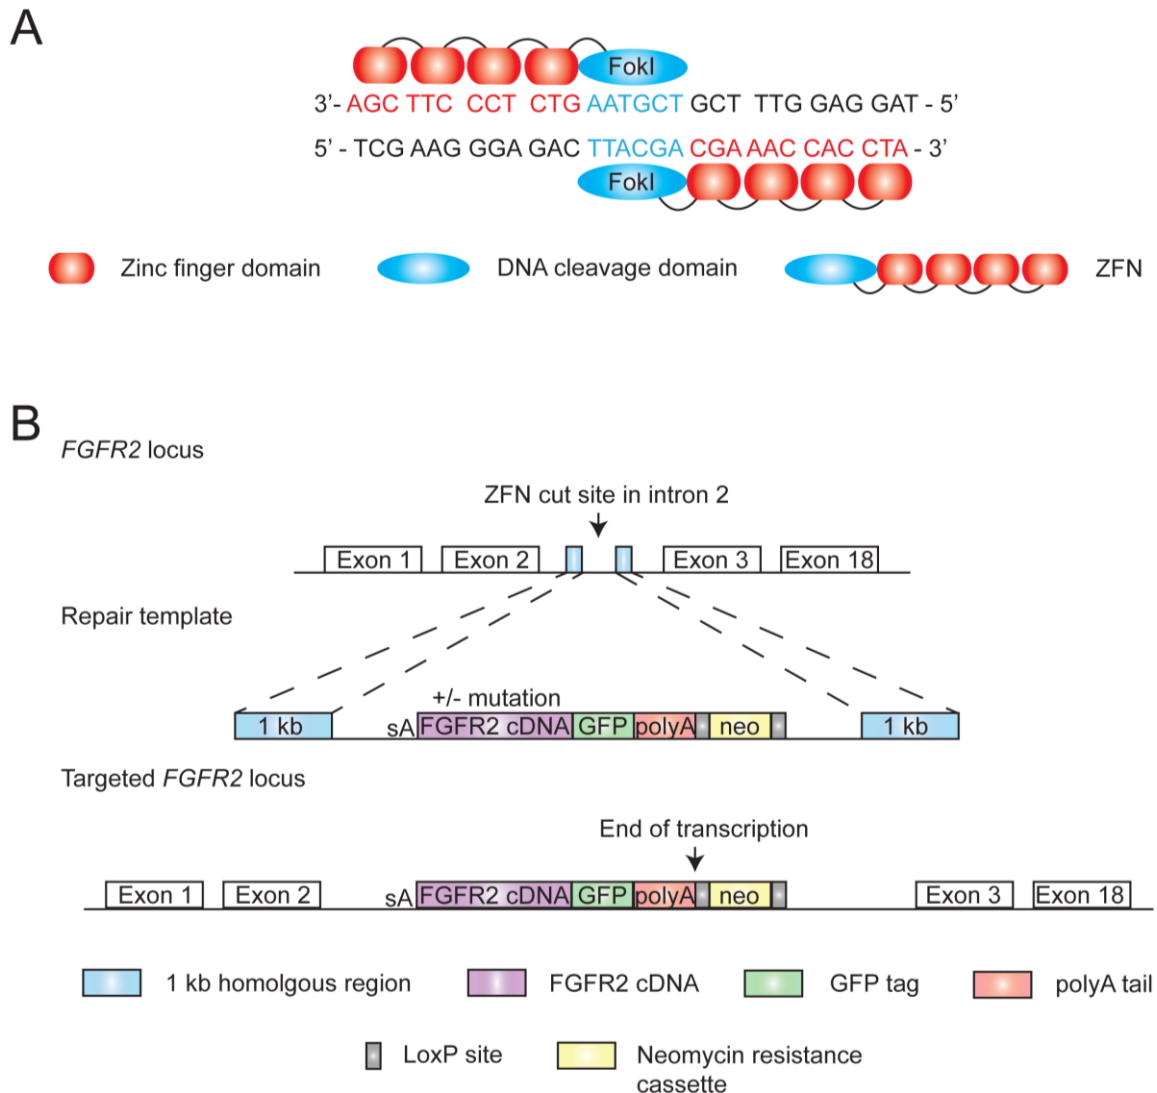 A
FokI
3’- AGC TTC CCT CTG AATGCT GCT TTG GAG GAT - 5’
5’ - TCG AAG GGA GAC TTACGA CGA AAC CAC CTA - 3’
FokI
Zinc finger domain DNA cleavage domain ZFN
B
FGFR2 locus
ZFN cut site in intron 2
Exon 1 Exon 2 Exon 3 Exon 18
Repair template
+/- mutation
1 kb sA FGFR2 cDNA GFP polyA neo 1 kb
Targeted FGFR2 locus
End of transcription
Exon 1 Exon 2 sA FGFR2 cDNA GFP polyA neo Exon 3 Exon 18
1 kb homolgous region FGFR2 cDNA GFP tag polyA tail
LoxP site Neomycin resistance
cassette